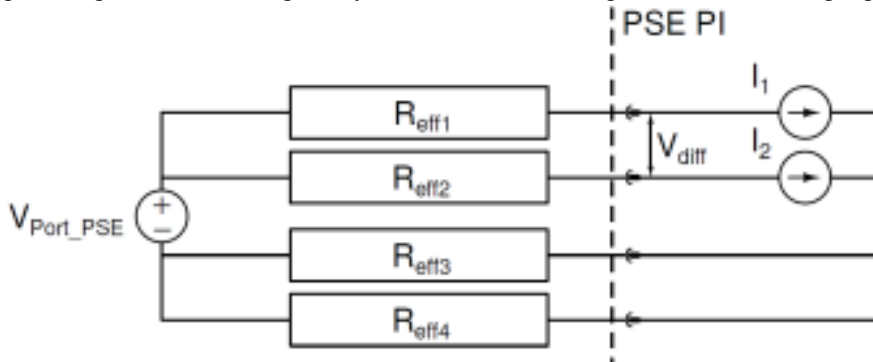 PSE PI
I1
Reff1
Vdiff
I2
Reff2
VPort_PSE
+
−
Reff3
Reff4